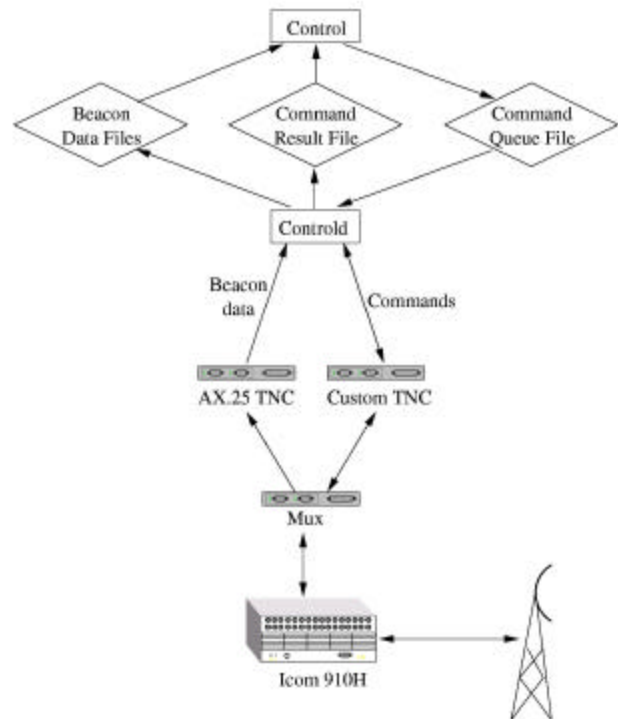 Control
Beacon
Data Files
Command
Result File
Command
Queue File
Controld
Beacon
data
Commands
AX.25 TNC
Custom TNC
Mux
Icom 910H